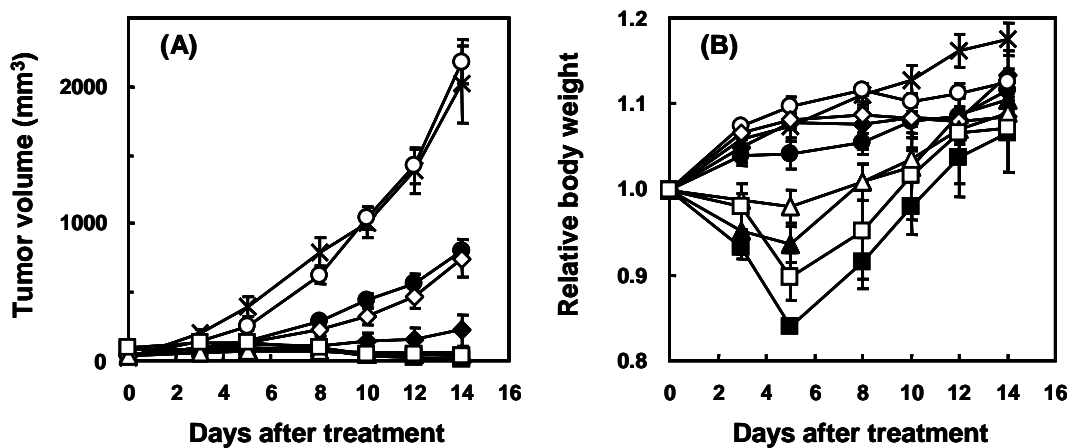 (A)
Tumor volume (mm³)
2000
1000
0
0 2 4 6 8 10 12 14 16
Days after treatment
(B)
Relative body weight
1.2
1.1
1.0
0.9
0.8
0 2 4 6 8 10 12 14 16
Days after treatment